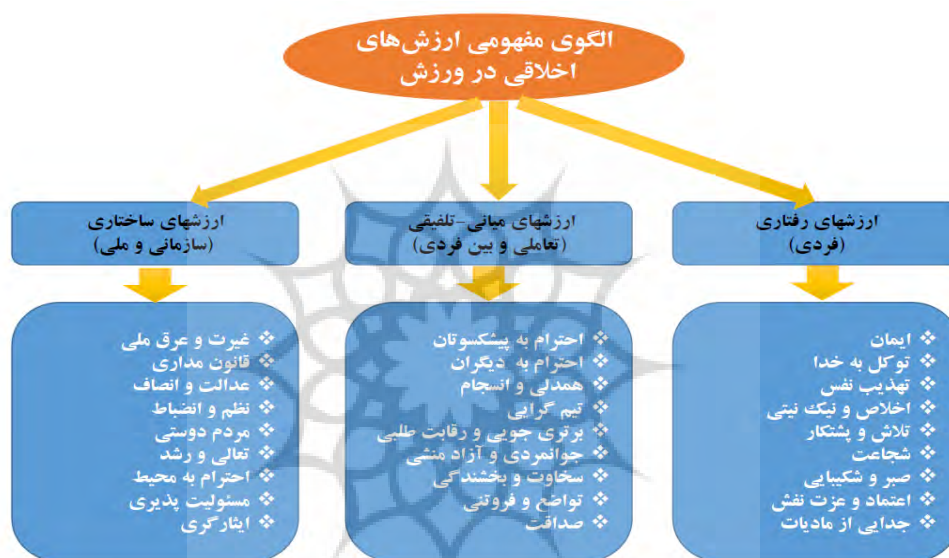 الگوی مفهومی ارزش‌های
اخلاقی در ورزش
ارزشهای رفتاری
(فردی)
ارزشهای میانی-تلفیقی
(تعاملی و بین فردی)
ارزشهای ساختاری
(سازمانی و ملی)
❖ ایمان
❖ توکل به خدا
❖ تهذیب نفس
❖ اخلاص و نیک نیتی
❖ تلاش و پشتکار
❖ شجاعت
❖ صبر و شکیبایی
❖ اعتماد و عزت نفش
❖ جدایی از مادیات
❖ احترام به پیشکسوتان
❖ احترام به دیگران
❖ همدلی و انسجام
❖ تیم گرایی
❖ برتری جویی و رقابت طلبی
❖ جوانمردی و آزاد منشی
❖ سخاوت و بخشندگی
❖ تواضع و فروتنی
❖ صداقت
❖ غیرت و عرق ملی
❖ قانون مداری
❖ عدالت و انصاف
❖ نظم و انضباط
❖ مردم دوستی
❖ تعالی و رشد
❖ احترام به محیط
❖ مسئولیت پذیری
❖ ایثارگری